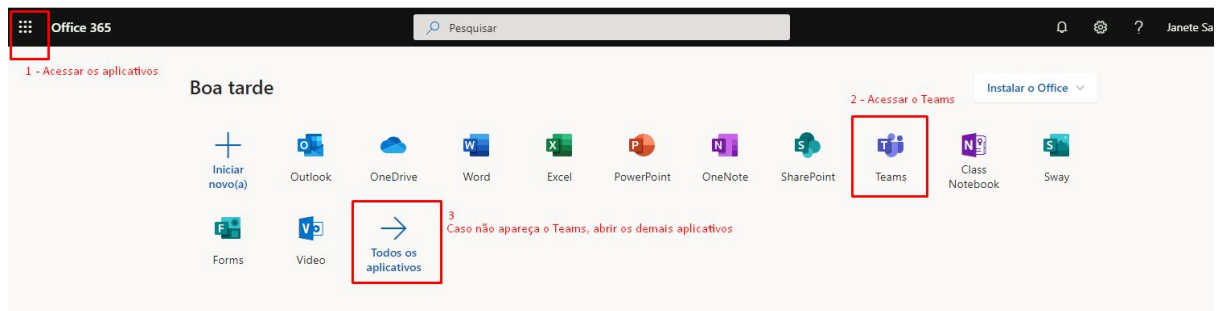 Office 365
Pesquisar
Janete Sa
1 - Acessar os aplicativos
Boa tarde
2 - Acessar o Teams
Instalar o Office
Iniciar novo(a)
Outlook
OneDrive
Word
Excel
PowerPoint
OneNote
SharePoint
Teams
Class Notebook
Sway
3
Caso não apareça o Teams, abrir os demais aplicativos
Forms
Video
Todos os aplicativos